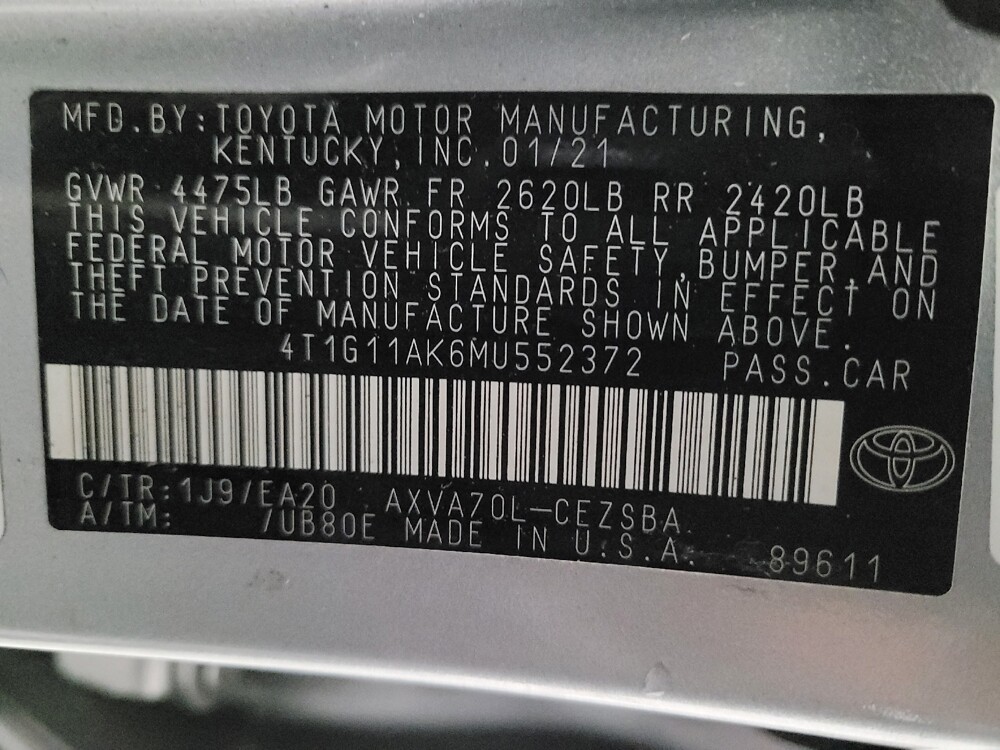 MFD.BY:TOYOTA MOTOR MANUFACTURING,
KENTUCKY,INC.01/21
GVWR 4475LB GAWR FR 2620LB RR 2420LB
THIS VEHICLE CONFORMS TO ALL APPLICABLE
FEDERAL MOTOR VEHICLE SAFETY,BUMPER,AND
THEFT PREVENTION STANDARDS IN EFFECT ON
THE DATE OF MANUFACTURE SHOWN ABOVE.
4T1G11AK6MU552372 PASS.CAR
C/TR:1J9/EA20 AXVA70L-CEZSBA
A/TM: /UB80E MADE IN U.S.A. 89611